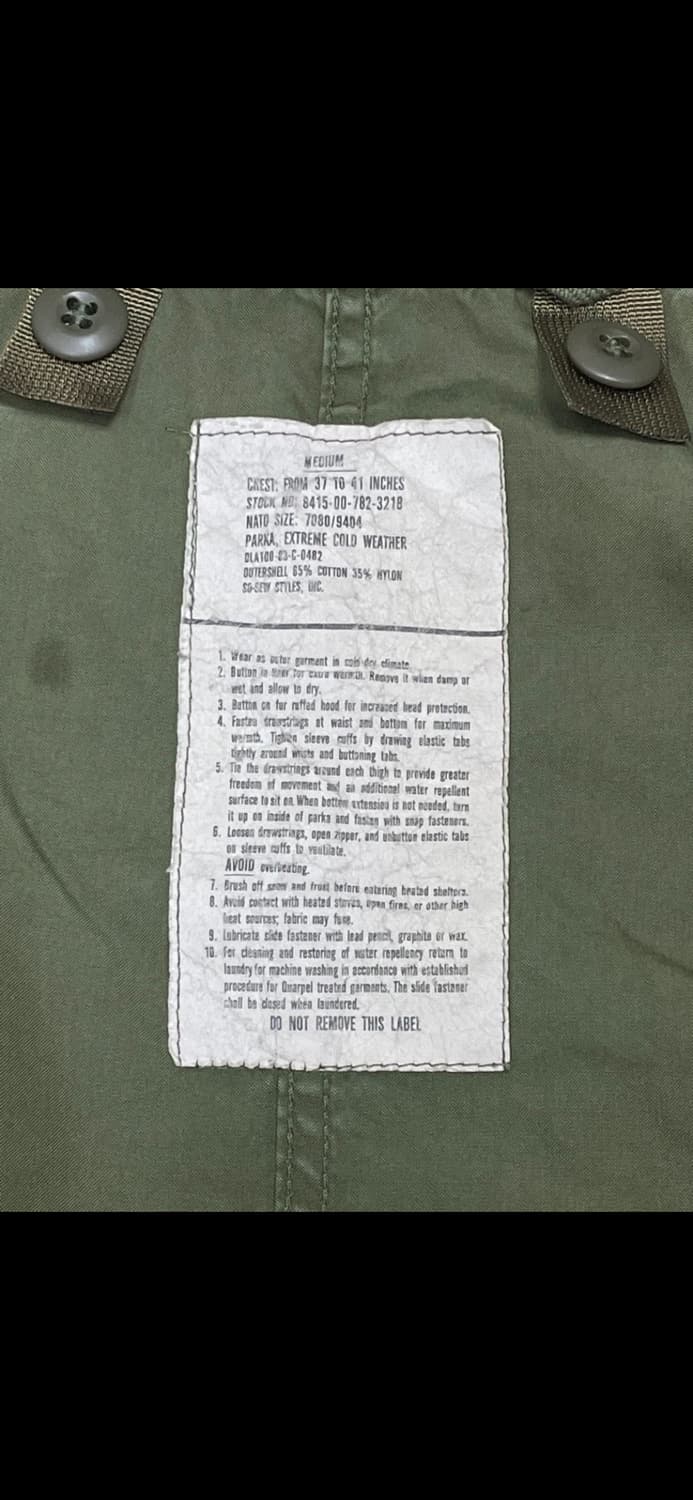 MEDIUM
CHEST: FROM 37 TO 41 INCHES
STOCK NO: 8415-00-782-3218
NATO SIZE: 7080/9404
PARKA, EXTREME COLD WEATHER
DLA100-83-C-0482
OUTERSHELL 65% COTTON 35% NYLON
SO-SEW STYLES, INC.
1. Wear as outer garment in cold dry climate.
2. Button in liner for extra warmth. Remove it when damp or
wet and allow to dry.
3. Button on fur ruffed hood for increased head protection.
4. Fasten drawstrings at waist and bottom for maximum
warmth. Tighten sleeve cuffs by drawing elastic tabs
tightly around wrists and buttoning tabs.
5. Tie the drawstrings around each thigh to provide greater
freedom of movement and an additional water repellent
surface to sit on. When bottom extension is not needed, turn
it up on inside of parka and fasten with snap fasteners.
6. Loosen drawstrings, open zipper, and unbutton elastic tabs
on sleeve cuffs to ventilate.
AVOID overheating.
7. Brush off snow and frost before entering heated shelters.
8. Avoid contact with heated stoves, open fires, or other high
heat sources; fabric may fuse.
9. Lubricate slide fastener with lead pencil, graphite or wax.
10. For cleaning and restoring of water repellency return to
laundry for machine washing in accordance with established
procedure for Quarpel treated garments. The slide fastener
shall be closed when laundered.
DO NOT REMOVE THIS LABEL